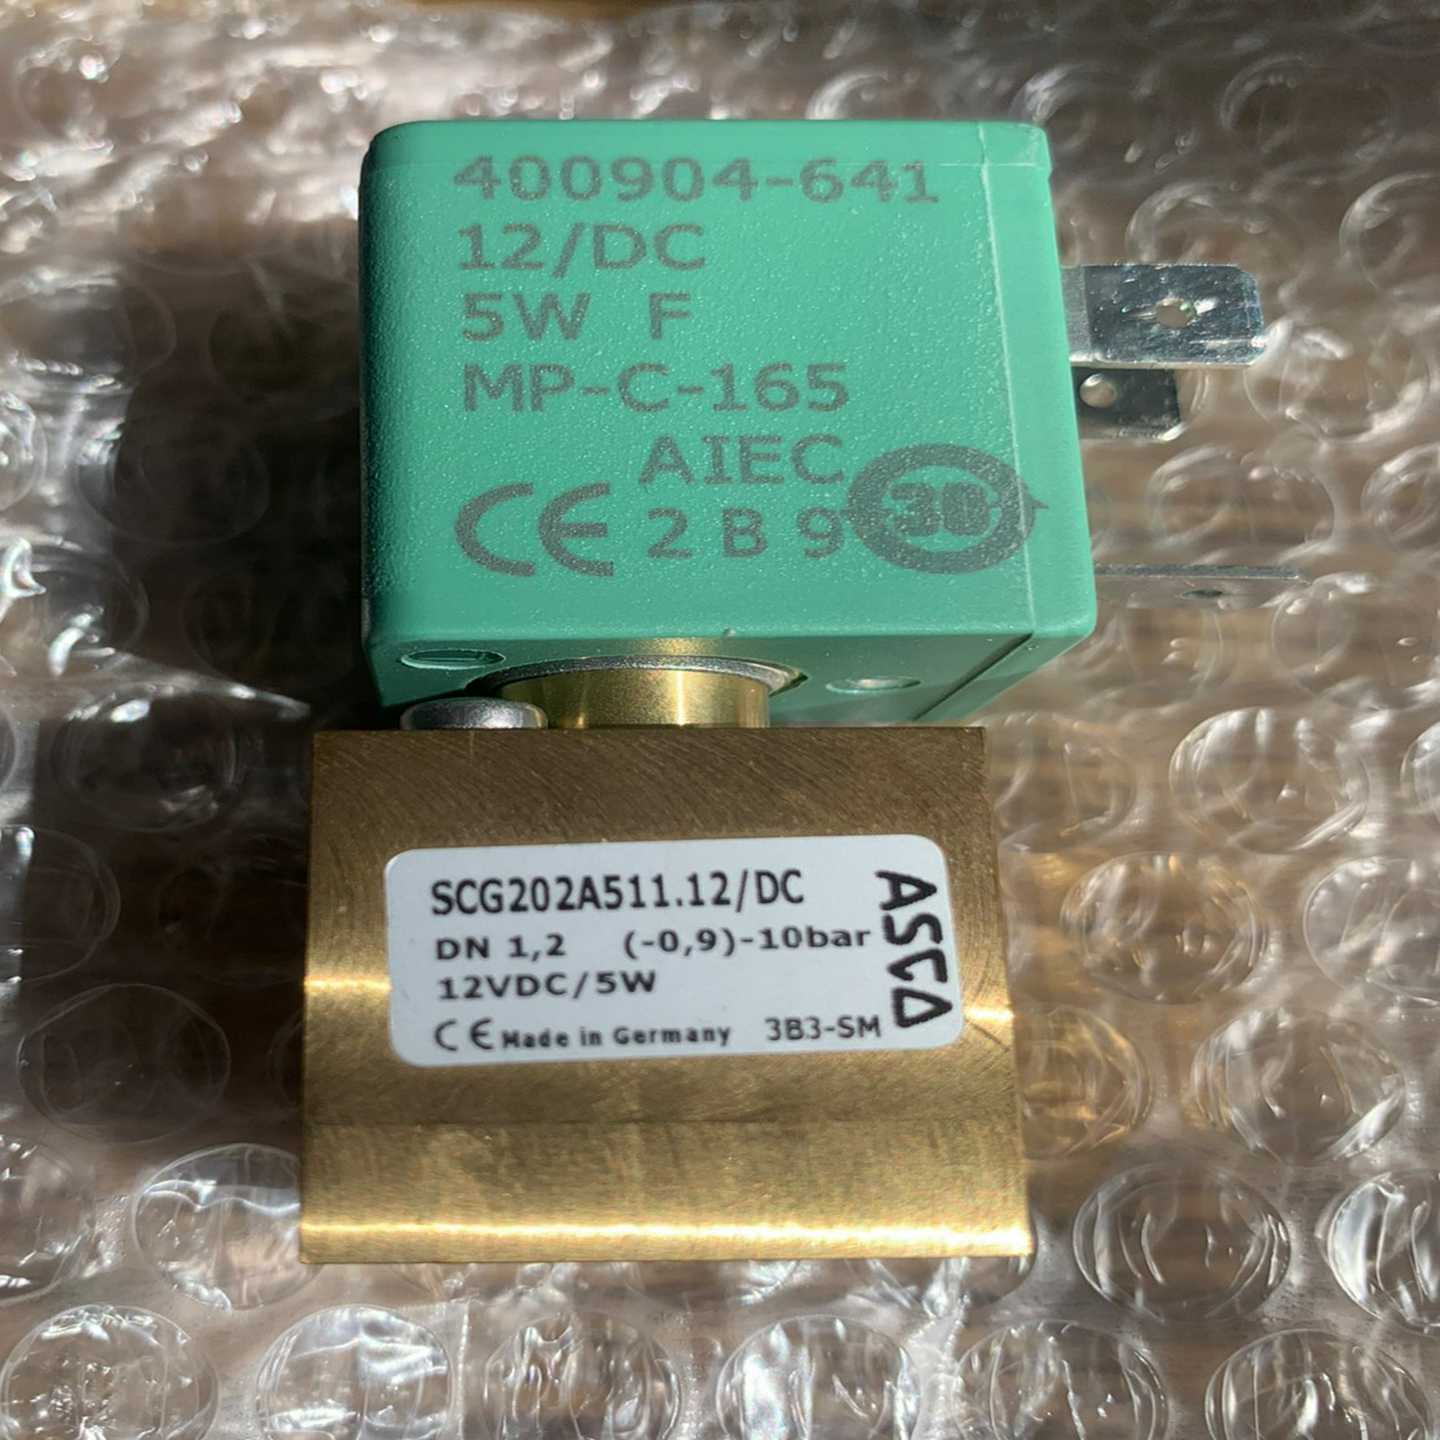 400904-641
12/DC
5W F
MP-C-165
AIEC
CE 2 B 9
30
SCG202A511.12/DC
DN 1,2 (-0,9)-10bar
12VDC/5W
CE Made in Germany 3B3-SM
ASCO